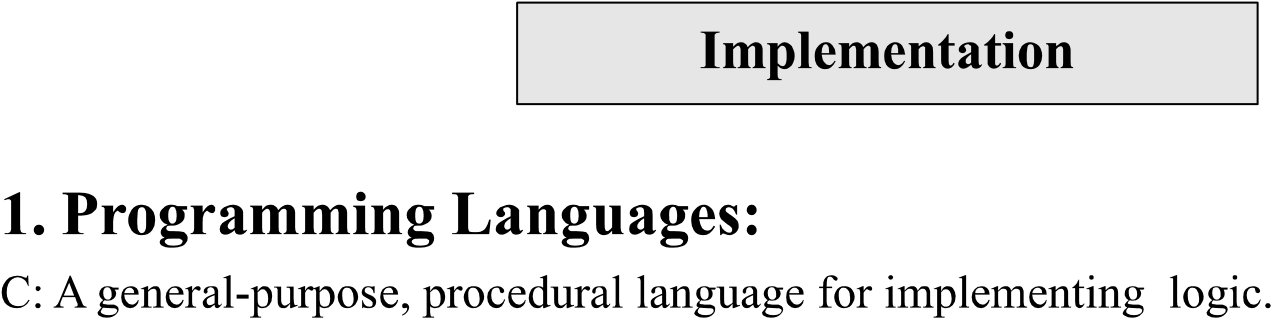 Implementation
1. Programming Languages:
C: A general-purpose, procedural language for implementing  logic.